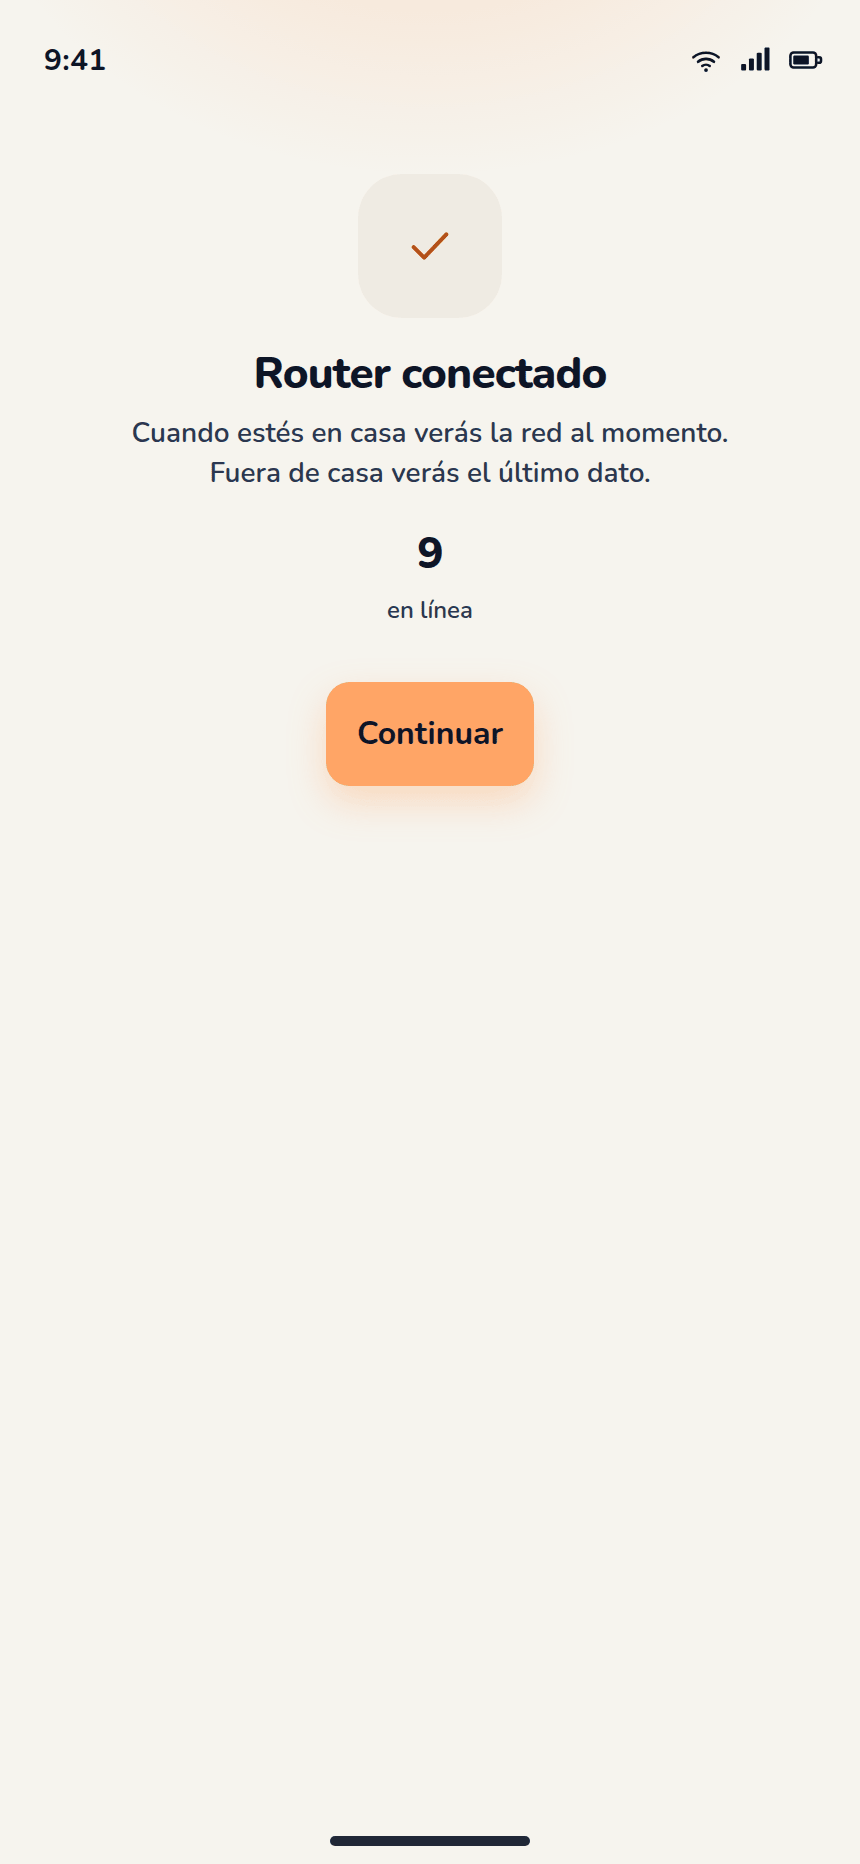 9:41
Router conectado
Cuando estés en casa verás la red al momento.
Fuera de casa verás el último dato.
9
en línea
Continuar